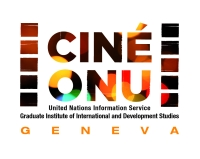 CINÉ
ONU
United Nations Information Service
Graduate Institute of International and Development Studies
GENEVA